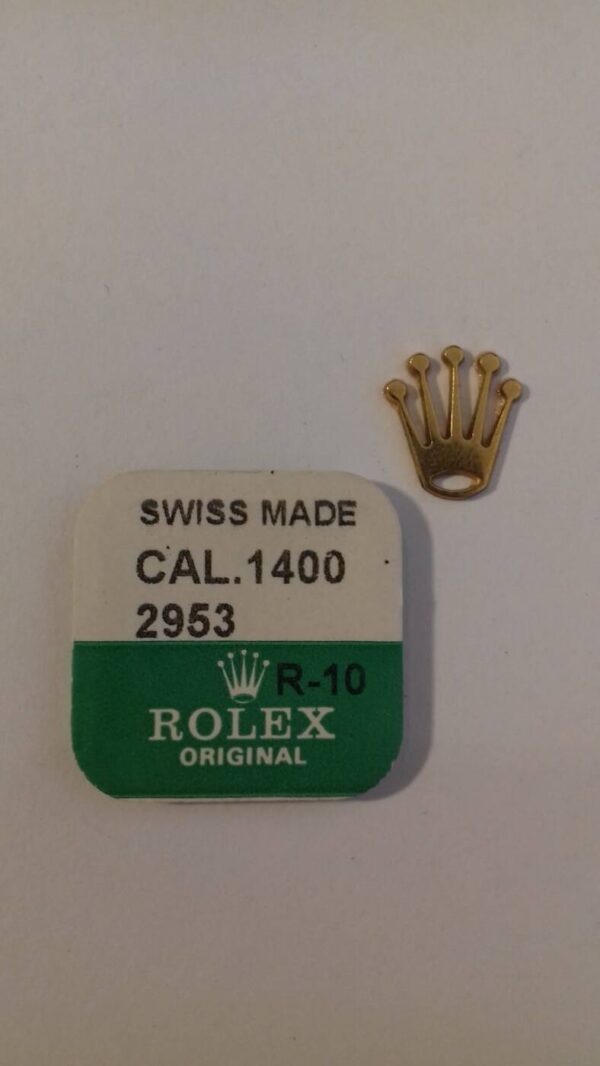 SWISS MADE
CAL.1400
2953
R-10
ROLEX
ORIGINAL